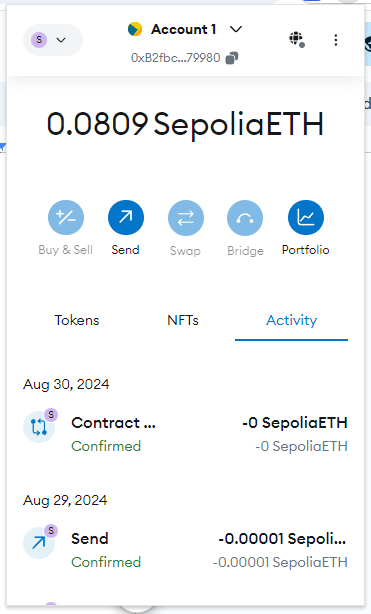 S
Account 1
0xB2fbc...79980
0.0809 SepoliaETH
Buy & Sell Send Swap Bridge Portfolio
Tokens NFTs Activity
Aug 30, 2024
S
Contract ... -0 SepoliaETH
Confirmed -0 SepoliaETH
Aug 29, 2024
S
Send -0.00001 Sepoli...
Confirmed -0.00001 SepoliaETH